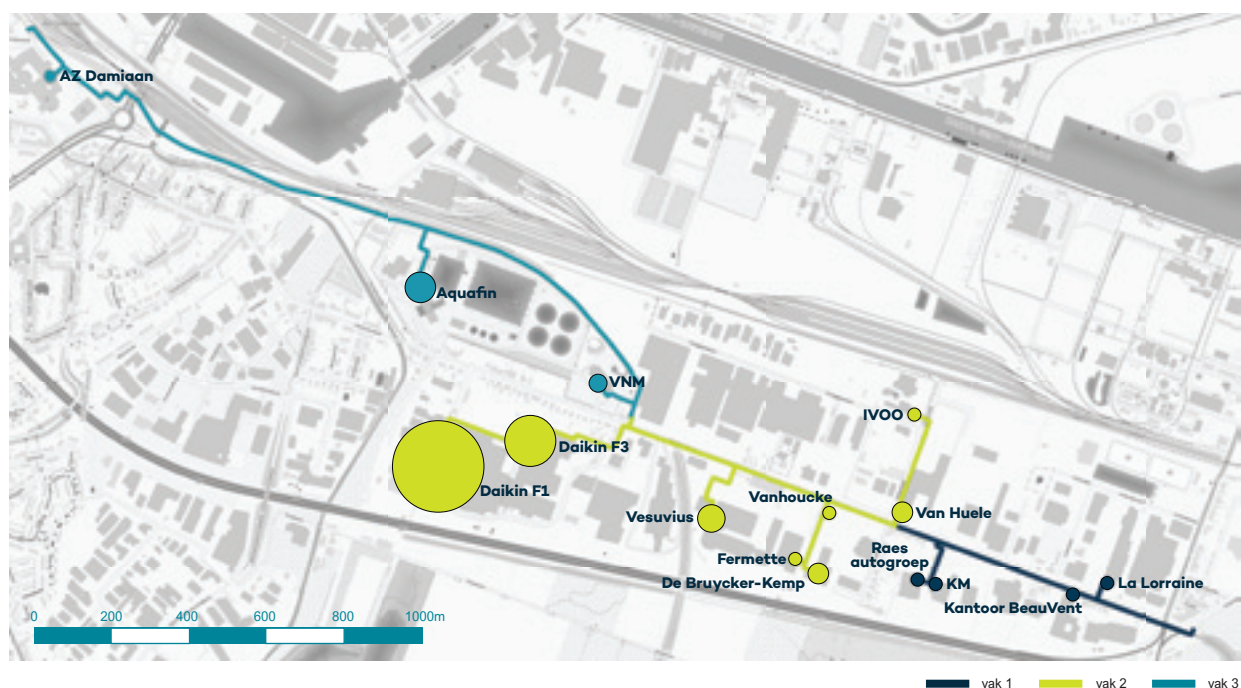 AZ Damiaan
Aquafin
VNM
IVOO
Daikin F3
Daikin F1
Vanhoucke
Vesuvius
Van Huele
Raes
autogroep
Fermette
De Bruycker-Kemp
KM
La Lorraine
Kantoor BeauVent
0 200 400 600 800 1000m
vak 1 vak 2 vak 3